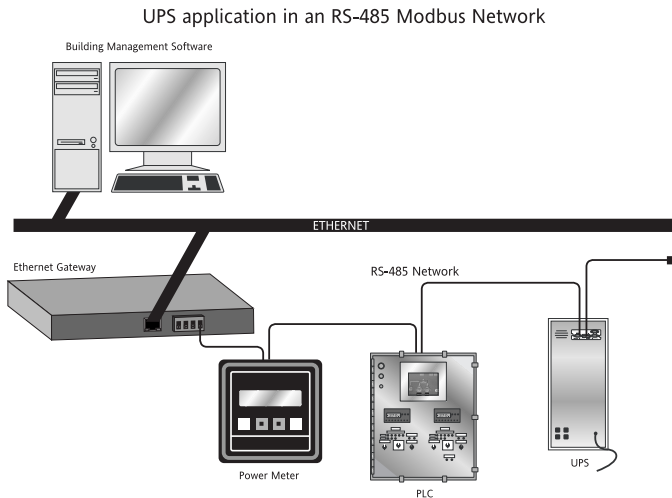 UPS application in an RS-485 Modbus Network
Building Management Software
ETHERNET
Ethernet Gateway
RS-485 Network
Power Meter
PLC
UPS